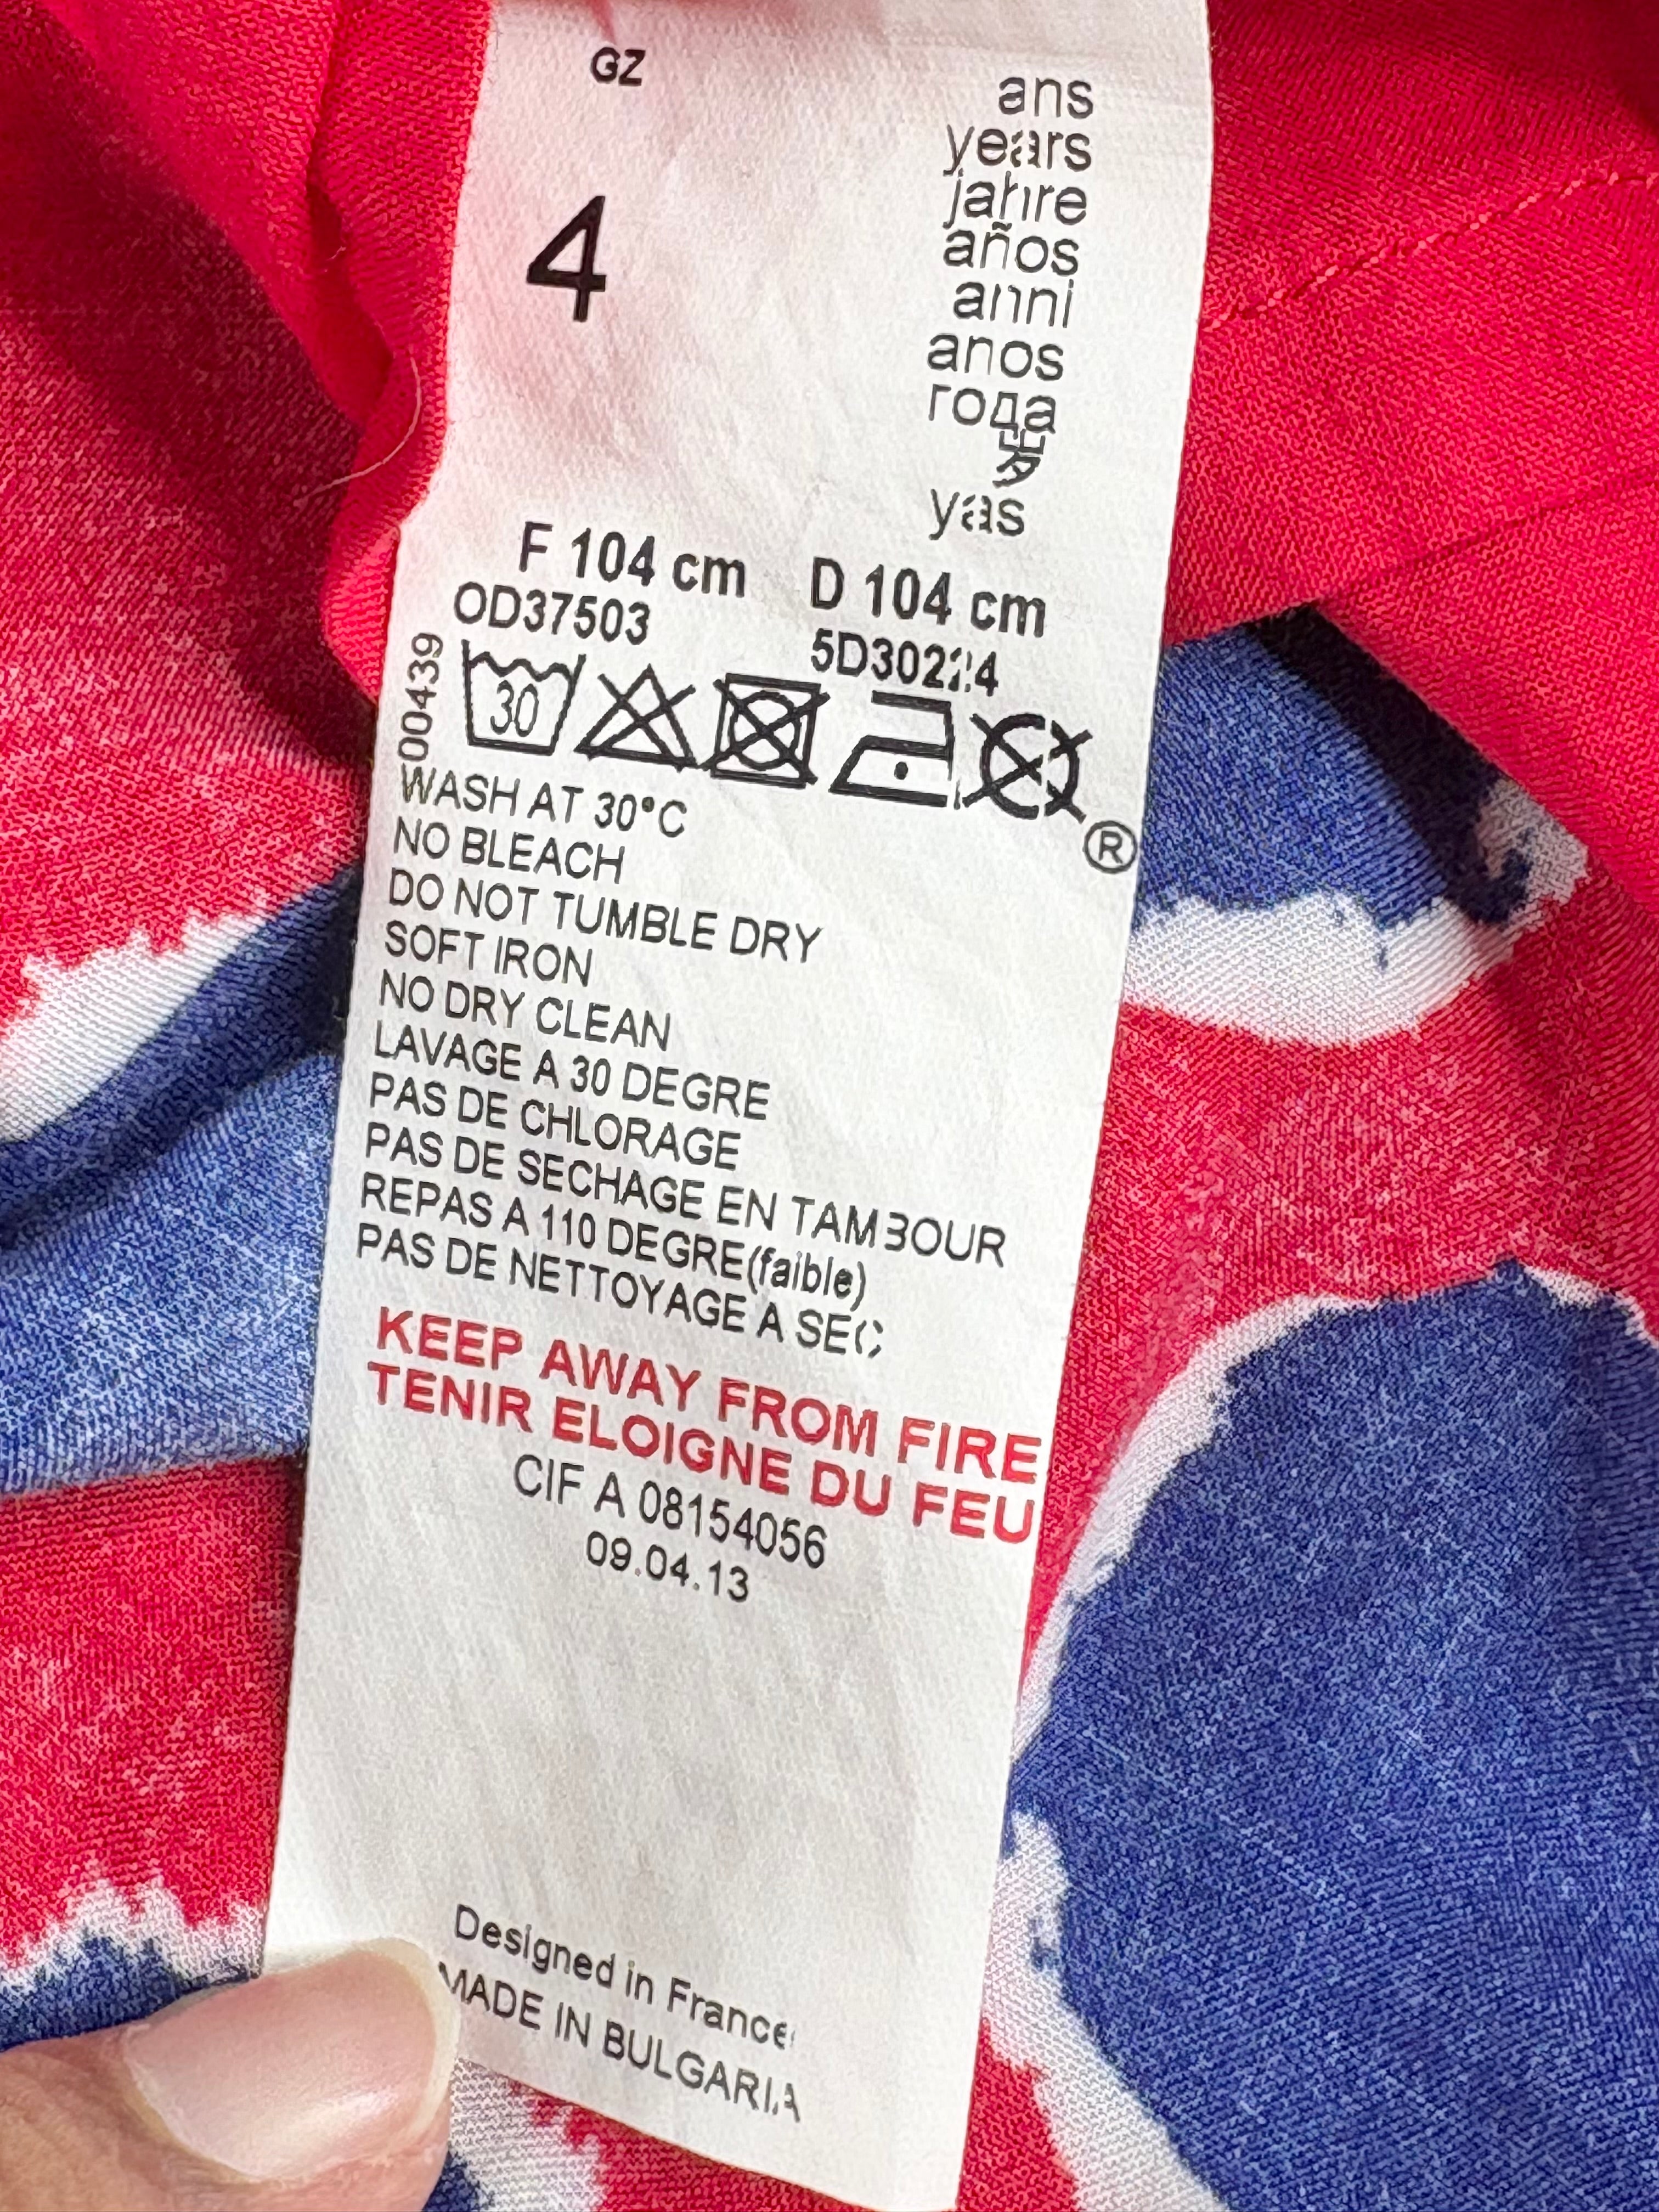 GZ
4
ans
years
jahre
años
anni
anos
года
岁
yas
F 104 cm D 104 cm
OD37503
5D30224
00439
30
®
WASH AT 30°C
NO BLEACH
DO NOT TUMBLE DRY
SOFT IRON
NO DRY CLEAN
LAVAGE A 30 DEGRE
PAS DE CHLORAGE
PAS DE SECHAGE EN TAMBOUR
REPAS A 110 DEGRE(faible)
PAS DE NETTOYAGE A SEC
KEEP AWAY FROM FIRE
TENIR ELOIGNE DU FEU
CIF A 08154056
09.04.13
Designed in France
MADE IN BULGARIA